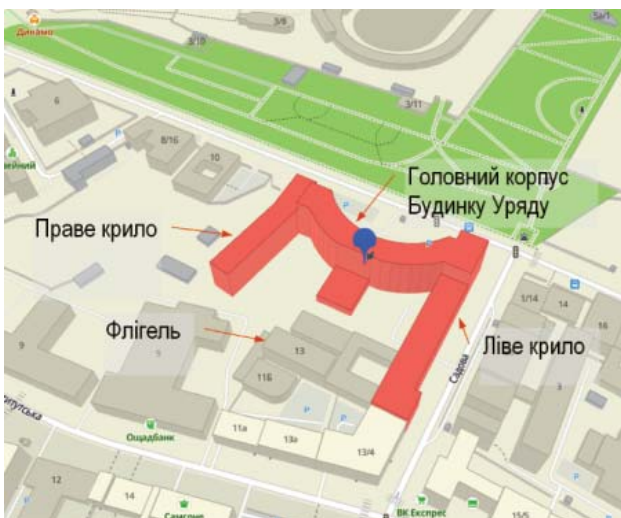 3/8
5а/1
Динамо
3/10
3/11
6
8/16
10
P
Головний корпус
Будинку Уряду
P
P
Праве крило
1/14
14
16
Флігель
13
Ліве крило
9
9
11Б
3
Садова
P
P
Ощадбанк
11а
13а
13/4
P
12
14
ВК Експрес
15/5